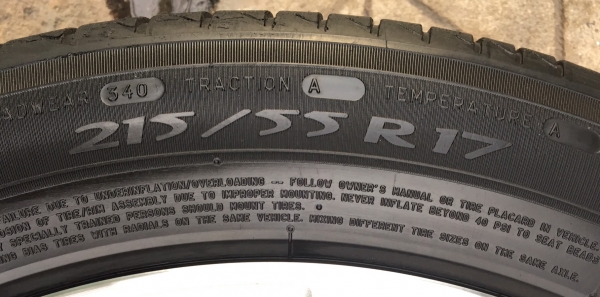 TREADWEAR 340 TRACTION A TEMPERATURE A
215/55 R 17
FAILURE DUE TO UNDERINFLATION/OVERLOADING -- FOLLOW OWNER'S MANUAL OR TIRE PLACARD IN VEHICLE.
OF TIRE/RIM ASSEMBLY DUE TO IMPROPER MOUNTING. NEVER INFLATE BEYOND 40 PSI TO SEAT BEADS
SPECIALLY TRAINED PERSONS SHOULD MOUNT TIRES.
BIAS TIRES WITH RADIALS ON THE SAME VEHICLE. MIXING DIFFERENT TIRE SIZES ON THE SAME AXLE.